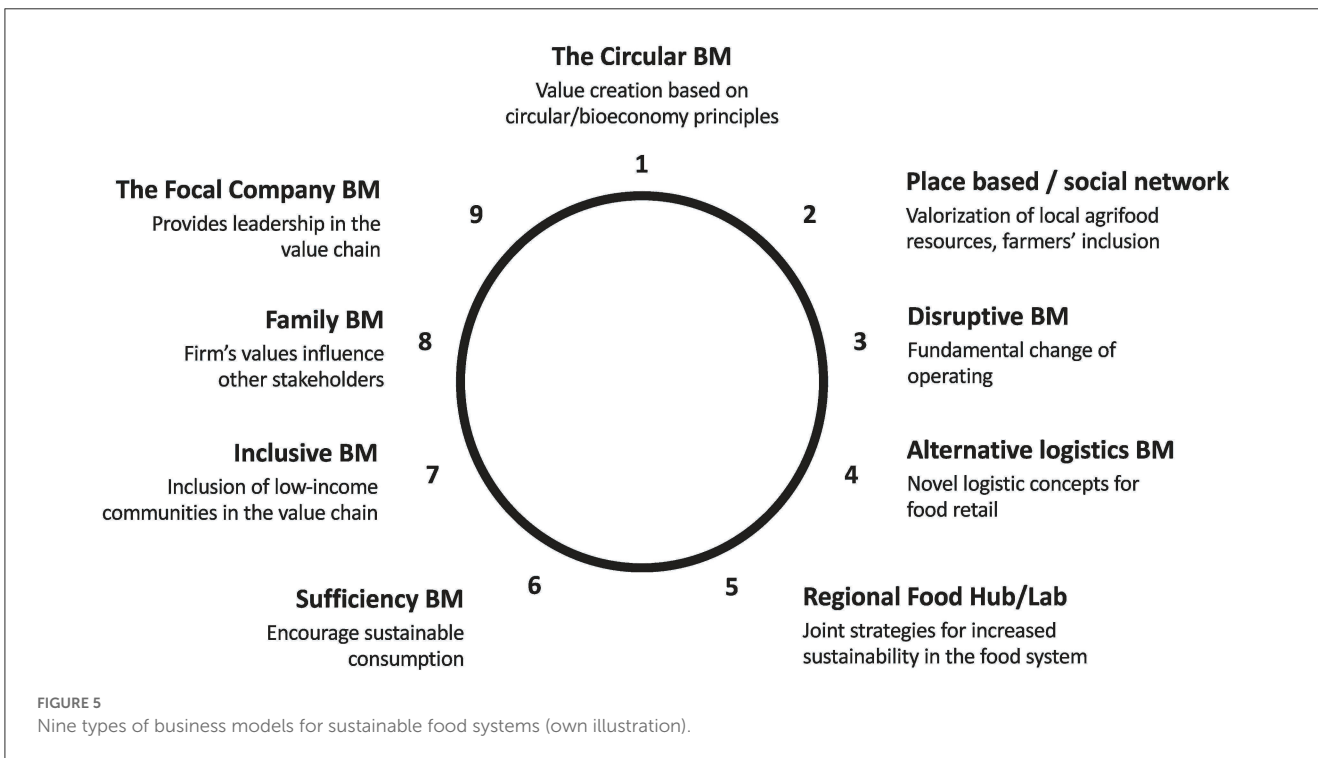 The Circular BM
Value creation based on
circular/bioeconomy principles
1
Place based / social network
Valorization of local agrifood
resources, farmers’ inclusion
2
Disruptive BM
Fundamental change of
operating
3
Alternative logistics BM
Novel logistic concepts for
food retail
4
Regional Food Hub/Lab
Joint strategies for increased
sustainability in the food system
5
Sufficiency BM
Encourage sustainable
consumption
6
Inclusive BM
Inclusion of low-income
communities in the value chain
7
Family BM
Firm’s values influence
other stakeholders
8
The Focal Company BM
Provides leadership in the
value chain
9
FIGURE 5
Nine types of business models for sustainable food systems (own illustration).